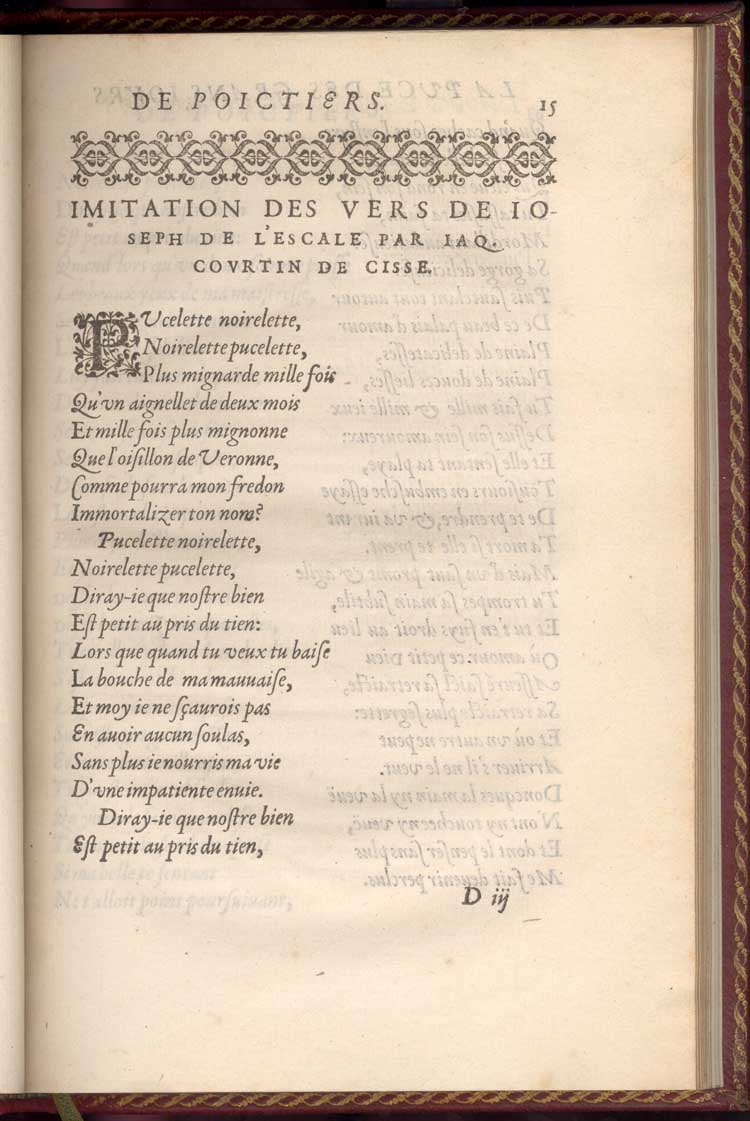 DE POICTIERS. 15
IMITATION DES VERS DE IO-
SEPH DE L'ESCALE PAR IAQ.
COVRTIN DE CISSE.
PVcelette noirelette,
Noirelette pucelette,
Plus mignarde mille fois
Qu'vn aignellet de deux mois
Et mille fois plus mignonne
Que l'oisillon de Veronne,
Comme pourra mon fredon
Immortalizer ton nom?
Pucelette noirelette,
Noirelette pucelette,
Diray-ie que noſtre bien
Eſt petit au pris du tien:
Lors que quand tu veux tu baiſe
La bouche de ma mauuaiſe,
Et moy ie ne ſçaurois pas
En auoir aucun ſoulas,
Sans plus ie nourris ma vie
D'vne impatiente enuie.
Diray-ie que noſtre bien
Eſt petit au pris du tien,
D iij